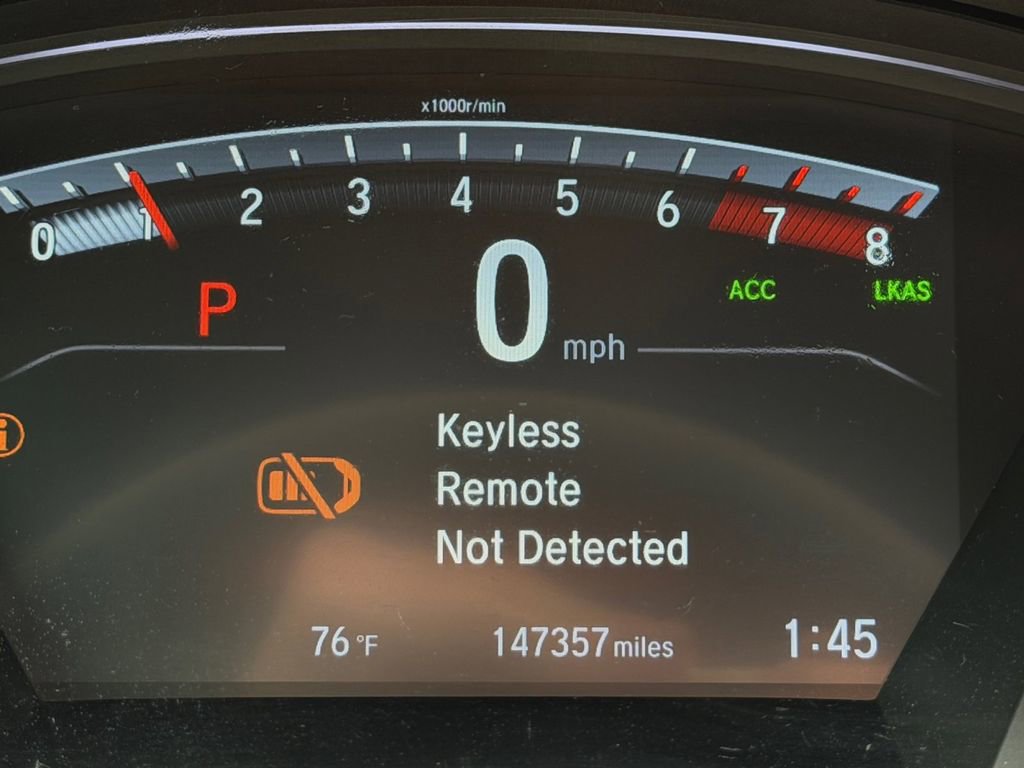 x1000r/min
0 1 2 3 4 5 6 7 8
P
0 mph
ACC
LKAS
i
Keyless
Remote
Not Detected
76 °F
147357 miles
1:45